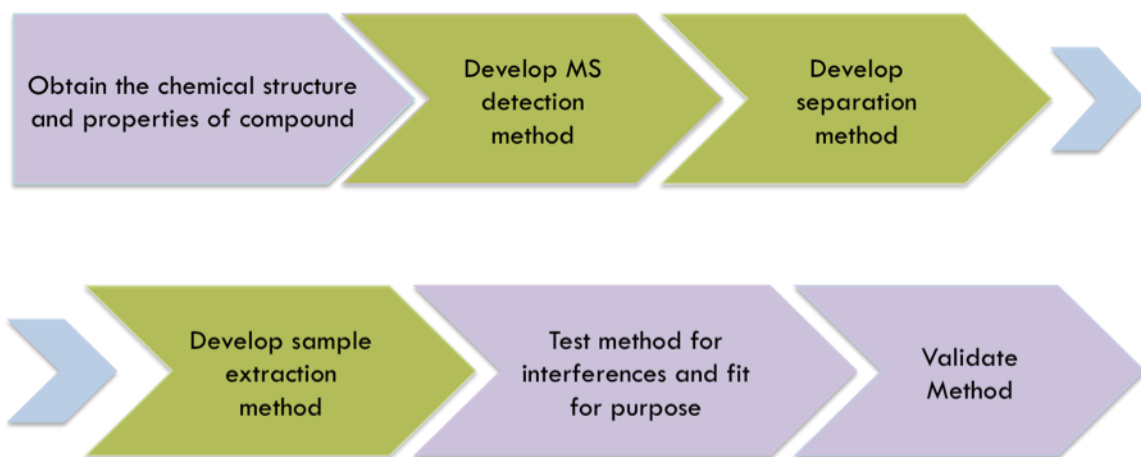 Obtain the chemical structure
and properties of compound
Develop MS
detection
method
Develop
separation
method
Develop sample
extraction
method
Test method for
interferences and fit
for purpose
Validate
Method